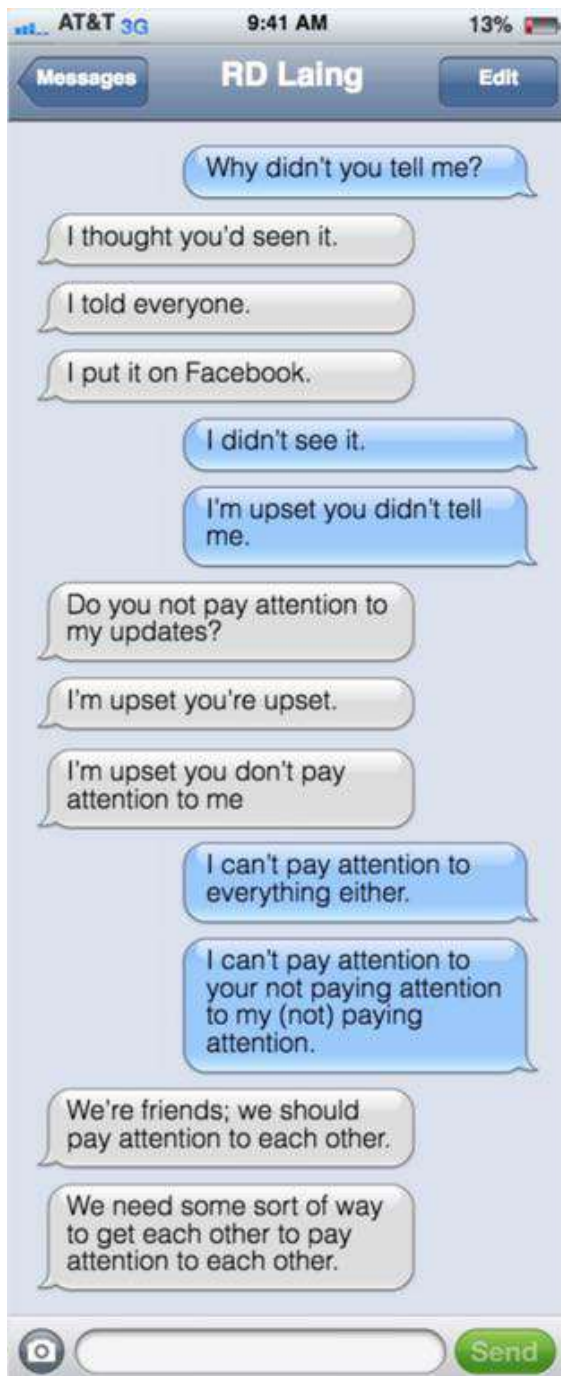 AT&T 3G 9:41 AM 13%
Messages RD Laing Edit
Why didn't you tell me?
I thought you'd seen it.
I told everyone.
I put it on Facebook.
I didn't see it.
I'm upset you didn't tell
me.
Do you not pay attention to
my updates?
I'm upset you're upset.
I'm upset you don't pay
attention to me
I can't pay attention to
everything either.
I can't pay attention to
your not paying attention
to my (not) paying
attention.
We're friends; we should
pay attention to each other.
We need some sort of way
to get each other to pay
attention to each other.
Send